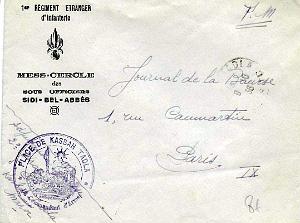 1er RÉGIMENT ETRANGER
d'Infanterie
MESS-CERCLE
des
SOUS OFFICIERS
SIDI-BEL-ABBÈS
F. M
Journal de la Bourse
1, rue Caumartin
Paris
IX
PLACE DE KASBAH TADLA